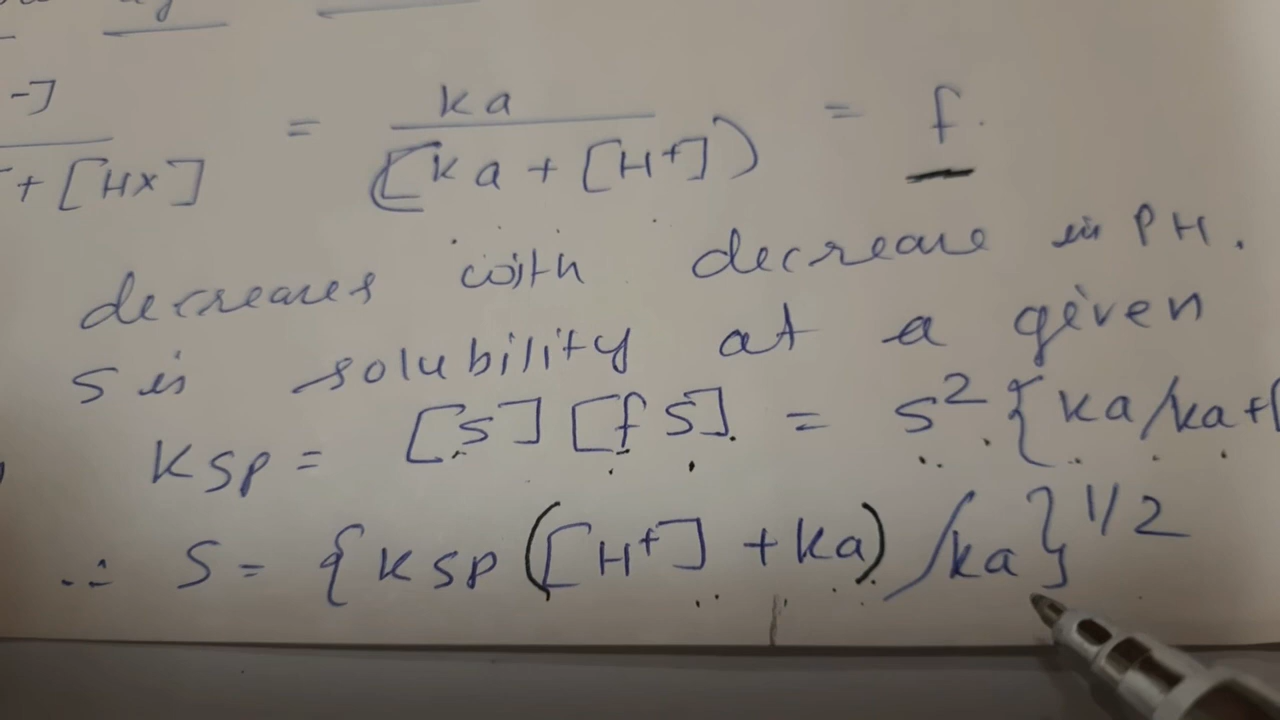 -] / + [HX] = ka / [ka + [H+]) = f.
decreases with decrease in PH.
S is solubility at a given
KSP = [S] [f S]. = S² {ka/ka+[
∴ S = {KSP([H+] + ka) /ka}1/2